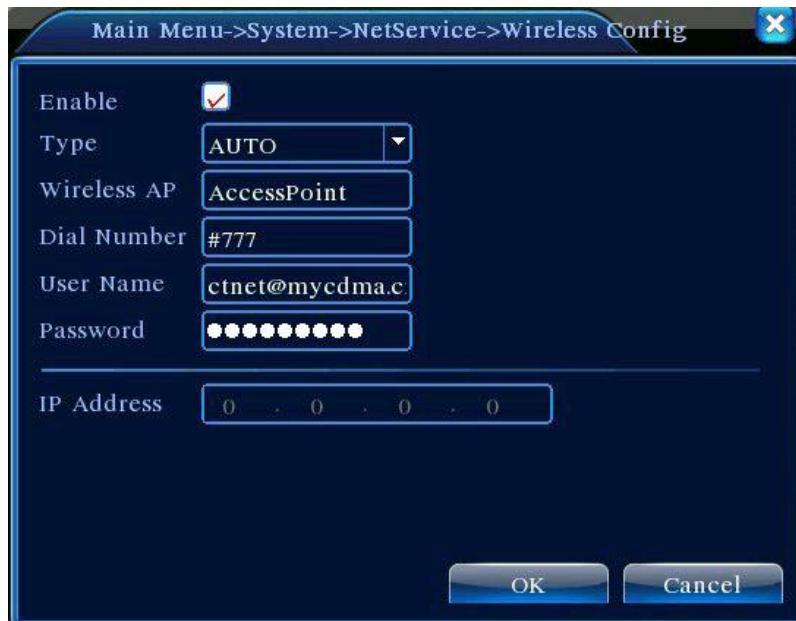 Main Menu->System->NetService->Wireless Config
Enable
Type AUTO
Wireless AP AccessPoint
Dial Number #777
User Name ctnet@mycdma.c
Password ●●●●●●●●●
IP Address 0 . 0 . 0 . 0
OK Cancel